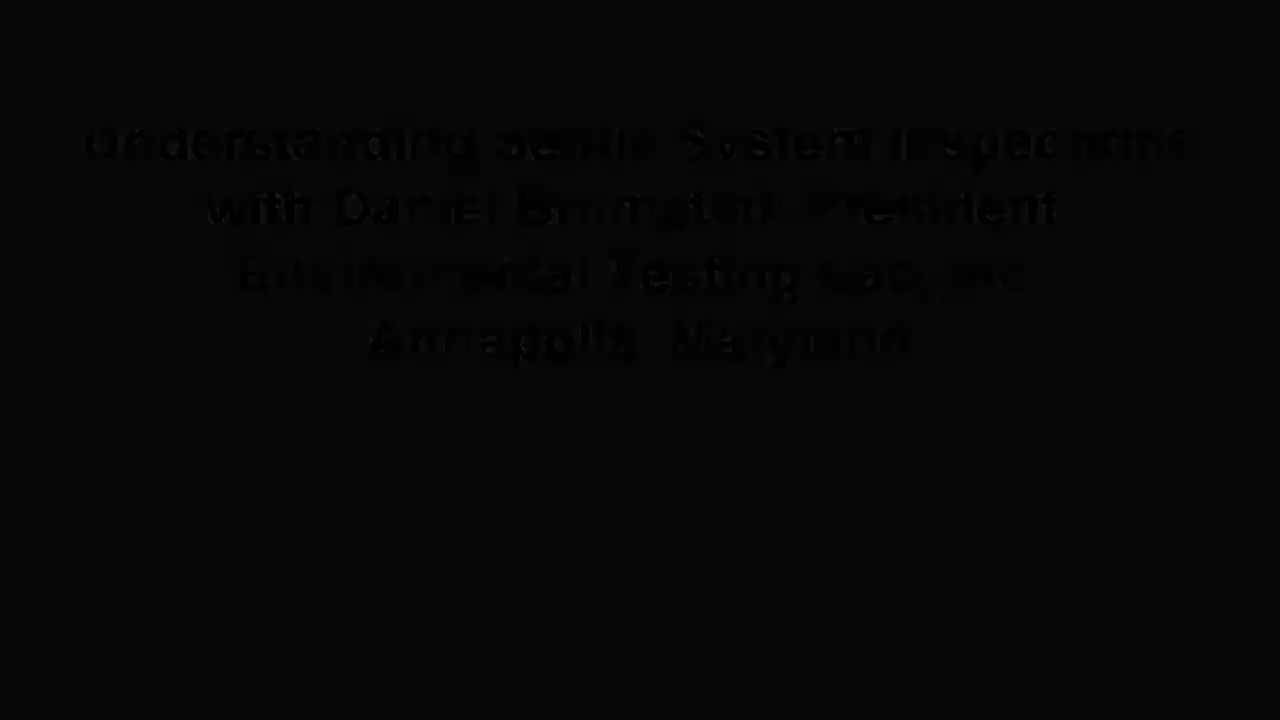 Understanding Septic System Inspections
with Daniel President
Environmental Testing Lab, Inc
Annapolis, Maryland